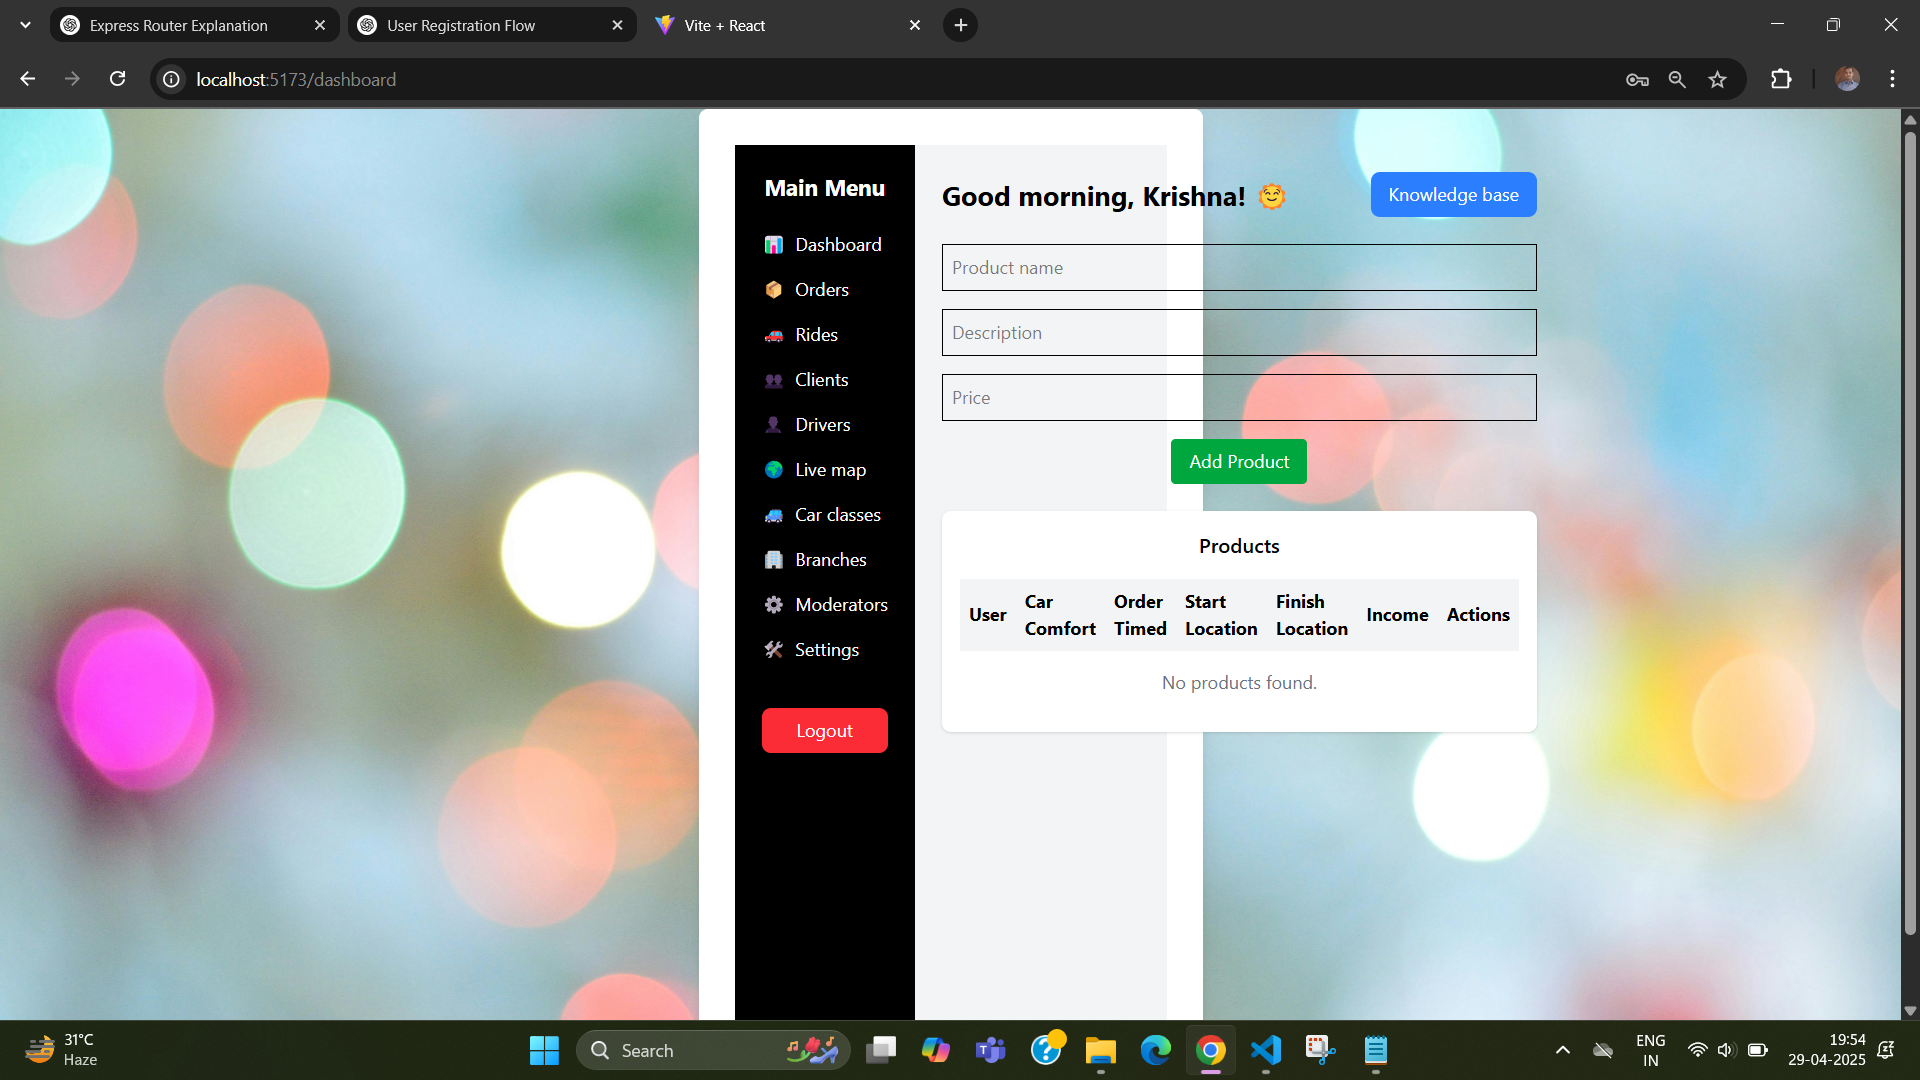 Express Router Explanation
User Registration Flow
Vite + React
localhost:5173/dashboard
Main Menu
Dashboard
Orders
Rides
Clients
Drivers
Live map
Car classes
Branches
Moderators
Settings
Logout
Good morning, Krishna! 🌞
Knowledge base
Product name
Description
Price
Add Product
Products
User Car Comfort Order Timed Start Location Finish Location Income Actions
No products found.
31°C
Haze
Search
ENG
IN
19:54
29-04-2025